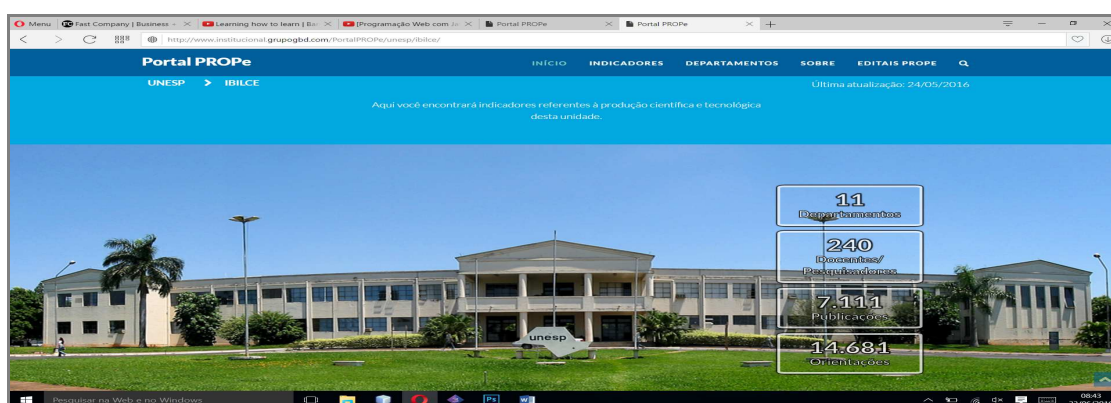 Menu
Fast Company | Business -
Learning how to learn | Ba
[Programação Web com Ja
Portal PROPe
Portal PROPe
http://www.institucional.grupogbd.com/PortalPROPe/unesp/ibilce/
Portal PROPe
INÍCIO INDICADORES DEPARTAMENTOS SOBRE EDITAIS PROPE
UNESP > IBILCE
Última atualização: 24/05/2016
Aqui você encontrará indicadores referentes à produção científica e tecnológica
desta unidade.
11
Departamentos
240
Docentes/
Pesquisadores
7.111
Publicações
14.681
Orientações
unesp
Pesquisar na Web e no Windows
Ps
08:43